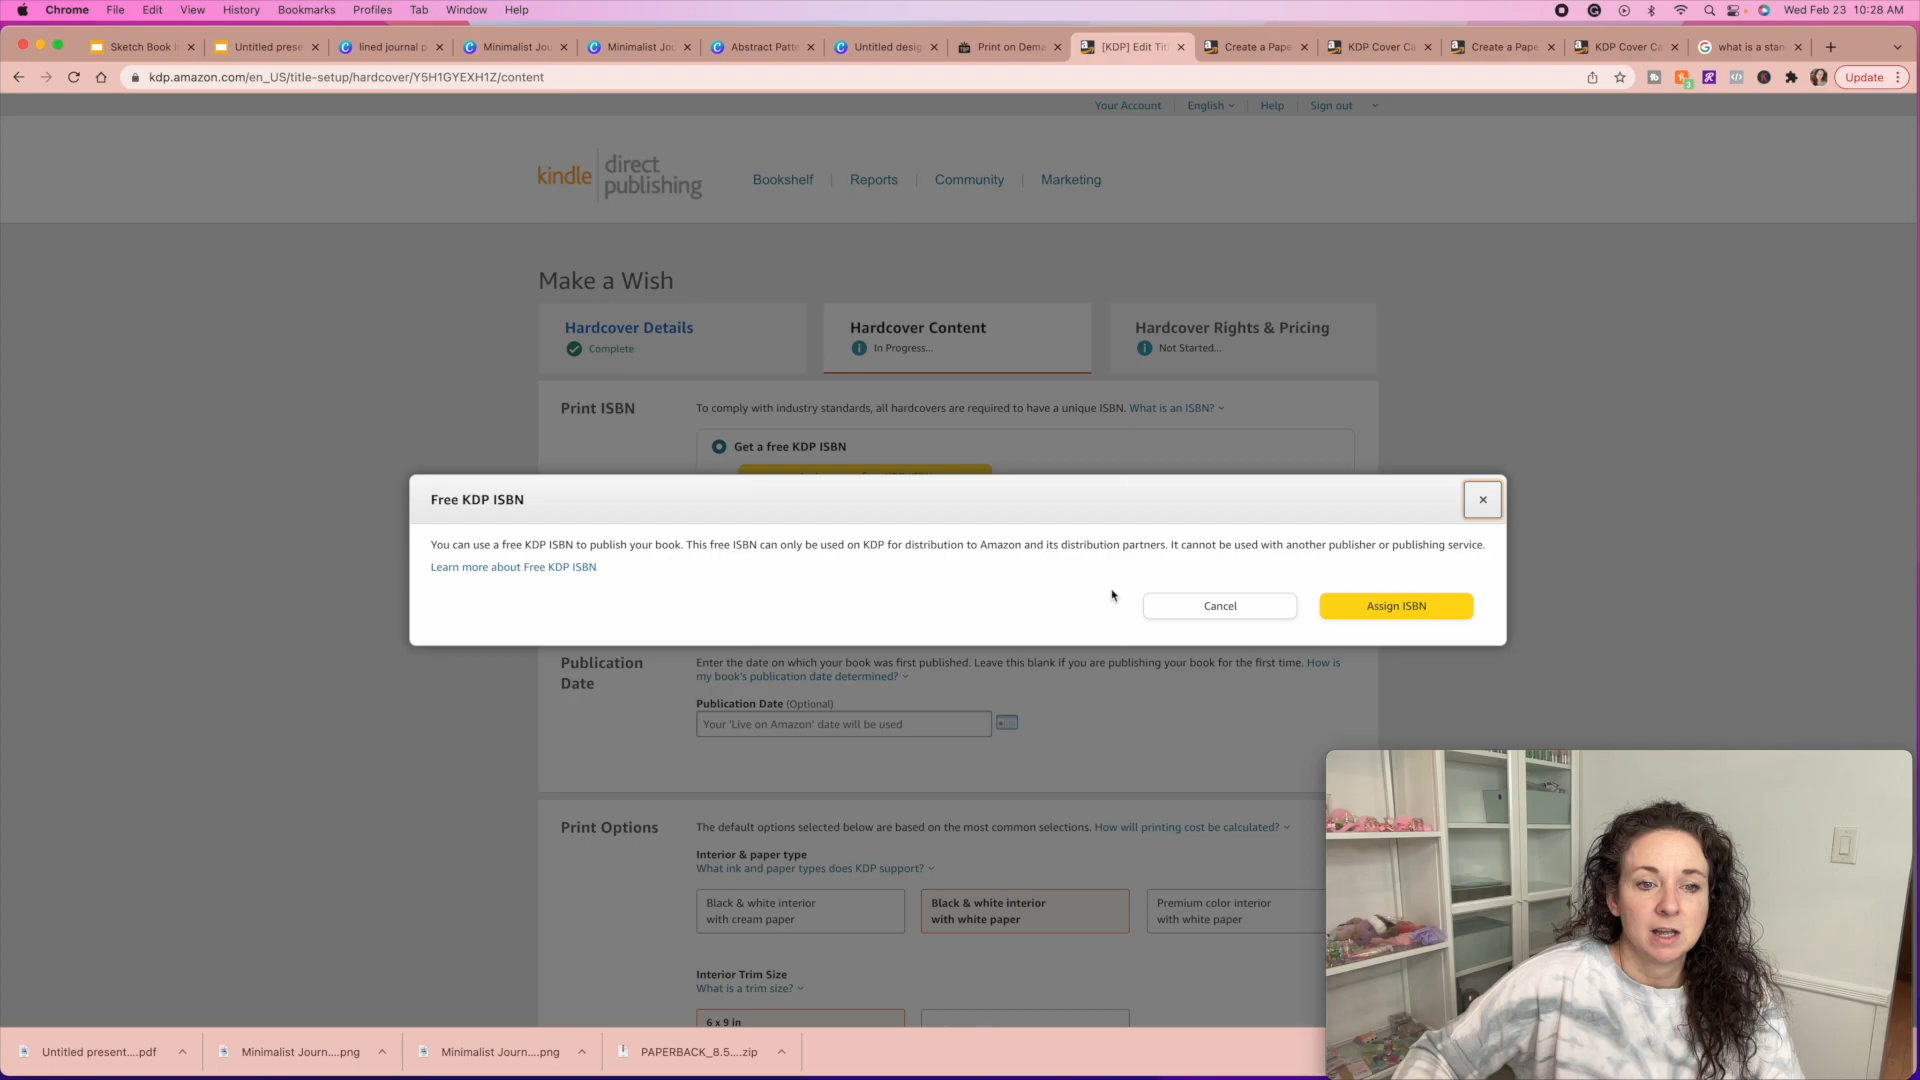 Chrome File Edit View History Bookmarks Profiles Tab Window Help Wed Feb 23 10:28 AM
Sketch Book I Untitled prese lined journal p Minimalist Jou Minimalist Jou Abstract Patte Untitled desig Print on Dema [KDP] Edit Titl Create a Pape KDP Cover Ca Create a Pape KDP Cover Ca what is a stan
kdp.amazon.com/en_US/title-setup/hardcover/Y5H1GYEXH1Z/content Update
Your Account English Help Sign out
kindle direct publishing
Bookshelf Reports Community Marketing
Make a Wish
Hardcover Details Hardcover Content Hardcover Rights & Pricing
Complete In Progress... Not Started...
Print ISBN To comply with industry standards, all hardcovers are required to have a unique ISBN. What is an ISBN?
Get a free KDP ISBN
Free KDP ISBN
You can use a free KDP ISBN to publish your book. This free ISBN can only be used on KDP for distribution to Amazon and its distribution partners. It cannot be used with another publisher or publishing service.
Learn more about Free KDP ISBN
Cancel Assign ISBN
Publication Date
Enter the date on which your book was first published. Leave this blank if you are publishing your book for the first time. How is
my book's publication date determined?
Publication Date (Optional)
Your 'Live on Amazon' date will be used
Print Options The default options selected below are based on the most common selections. How will printing cost be calculated?
Interior & paper type
What ink and paper types does KDP support?
Black & white interior Black & white interior Premium color interior
with cream paper with white paper with white paper
Interior Trim Size
What is a trim size?
6 x 9 in
Untitled present....pdf Minimalist Journ....png Minimalist Journ....png PAPERBACK_8.5....zip